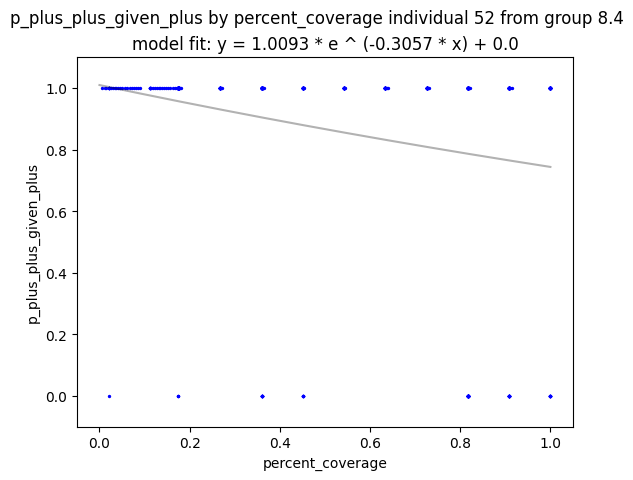 p_plus_plus_given_plus by percent_coverage individual 52 from group 8.4
model fit: y = 1.0093 * e ^ (-0.3057 * x) + 0.0
1.0
0.8
0.6
0.4
0.2
0.0
p_plus_plus_given_plus
0.0 0.2 0.4 0.6 0.8 1.0
percent_coverage